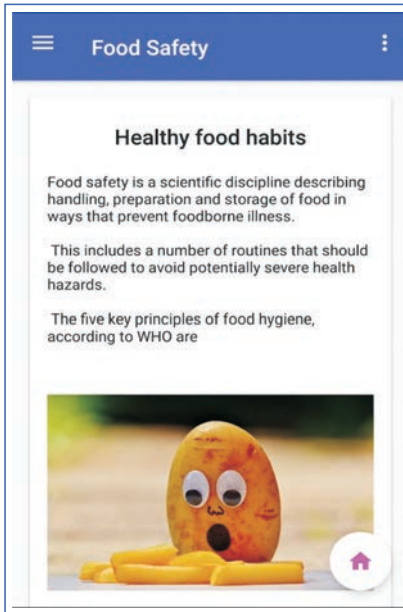 Food Safety
Healthy food habits
Food safety is a scientific discipline describing
handling, preparation and storage of food in
ways that prevent foodborne illness.
This includes a number of routines that should
be followed to avoid potentially severe health
hazards.
The five key principles of food hygiene,
according to WHO are